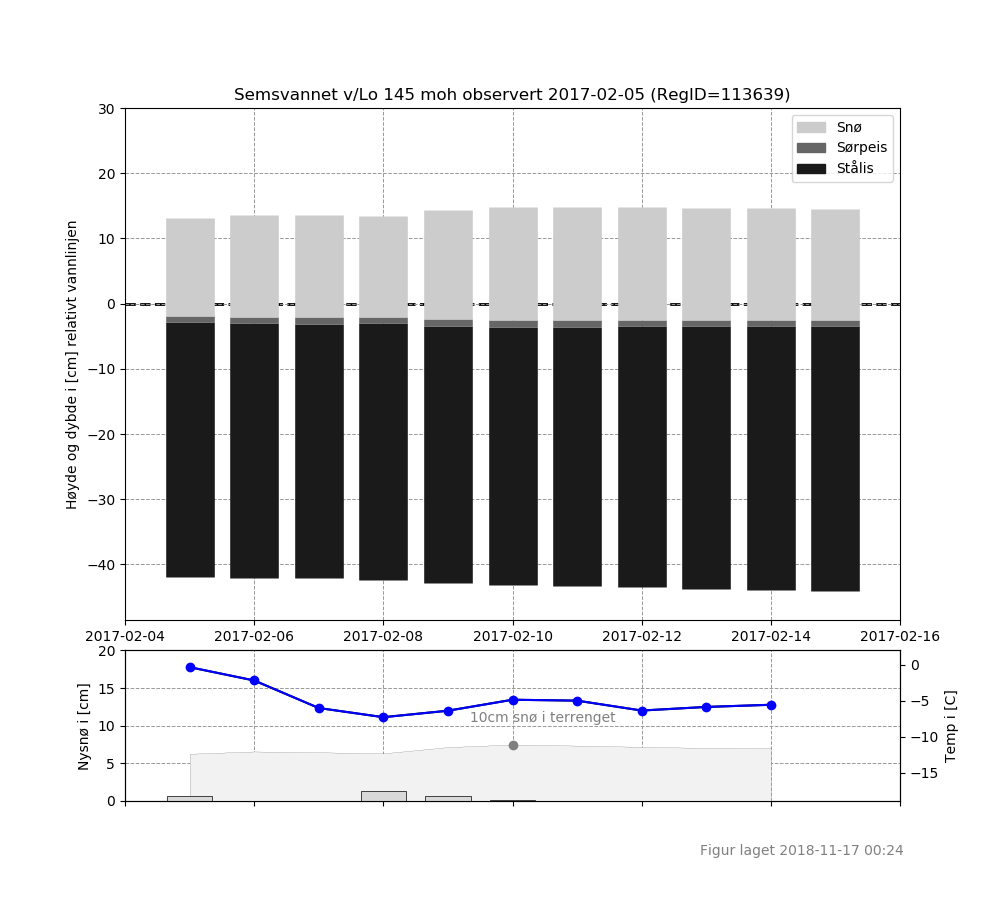 Semsvannet v/Lo 145 moh observert 2017-02-05 (RegID=113639)
Høyde og dybde i [cm] relativt vannlinjen
30
20
10
0
−10
−20
−30
−40
Snø
Sørpeis
Stålis
2017-02-04 2017-02-06 2017-02-08 2017-02-10 2017-02-12 2017-02-14 2017-02-16
Nysnø i [cm]
20
15
10
5
0
10cm snø i terrenget
0
−5
−10
−15
Temp i [C]
Figur laget 2018-11-17 00:24